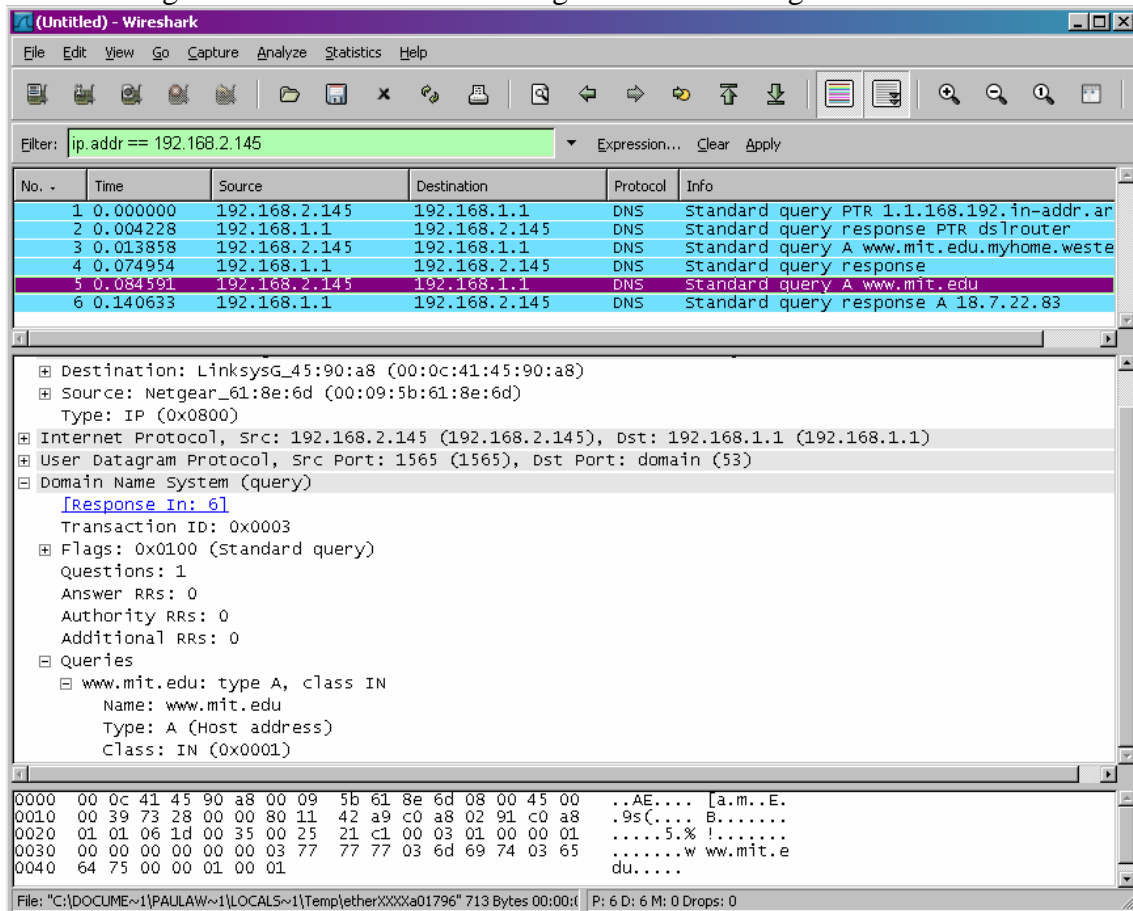 (Untitled) - Wireshark
File Edit View Go Capture Analyze Statistics Help
Filter: ip.addr == 192.168.2.145 Expression... Clear Apply
No. Time Source Destination Protocol Info
1 0.000000 192.168.2.145 192.168.1.1 DNS Standard query PTR 1.1.168.192.in-addr.ar
2 0.004228 192.168.1.1 192.168.2.145 DNS Standard query response PTR dslrouter
3 0.013858 192.168.2.145 192.168.1.1 DNS Standard query A www.mit.edu.myhome.weste
4 0.074954 192.168.1.1 192.168.2.145 DNS Standard query response
5 0.084591 192.168.2.145 192.168.1.1 DNS Standard query A www.mit.edu
6 0.140633 192.168.1.1 192.168.2.145 DNS Standard query response A 18.7.22.83
Destination: LinksysG_45:90:a8 (00:0c:41:45:90:a8)
Source: Netgear_61:8e:6d (00:09:5b:61:8e:6d)
Type: IP (0x0800)
Internet Protocol, Src: 192.168.2.145 (192.168.2.145), Dst: 192.168.1.1 (192.168.1.1)
User Datagram Protocol, Src Port: 1565 (1565), Dst Port: domain (53)
Domain Name System (query)
[Response In: 6]
Transaction ID: 0x0003
Flags: 0x0100 (Standard query)
Questions: 1
Answer RRs: 0
Authority RRs: 0
Additional RRs: 0
Queries
www.mit.edu: type A, class IN
Name: www.mit.edu
Type: A (Host address)
Class: IN (0x0001)
0000 00 0c 41 45 90 a8 00 09 5b 61 8e 6d 08 00 45 00 ..AE.... [a.m..E.
0010 00 39 73 28 00 00 80 11 42 a9 c0 a8 02 91 c0 a8 .9s(.... B.......
0020 01 01 06 1d 00 35 00 25 21 c1 00 03 01 00 00 01 .....5.% !.......
0030 00 00 00 00 00 00 03 77 77 77 03 6d 69 74 03 65 .......w ww.mit.e
0040 64 75 00 00 01 00 01 du.....
File: "C:\DOCUME~1\PAULAW~1\LOCALS~1\Temp\etherXXXXa01796" 713 Bytes 00:00:( P: 6 D: 6 M: 0 Drops: 0